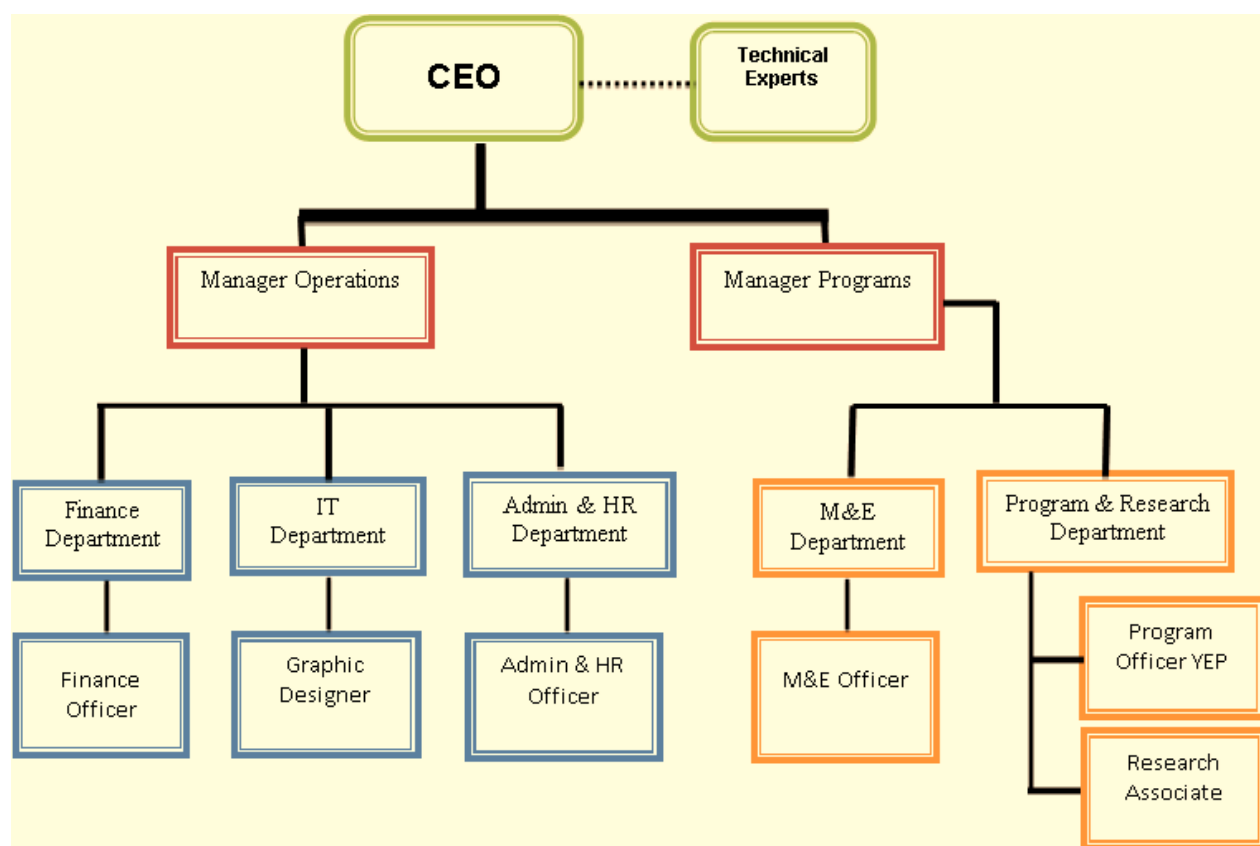 CEO
Technical
Experts
Manager Operations
Manager Programs
Finance
Department
IT
Department
Admin & HR
Department
M&E
Department
Program & Research
Department
Finance
Officer
Graphic
Designer
Admin & HR
Officer
M&E Officer
Program
Officer YEP
Research
Associate